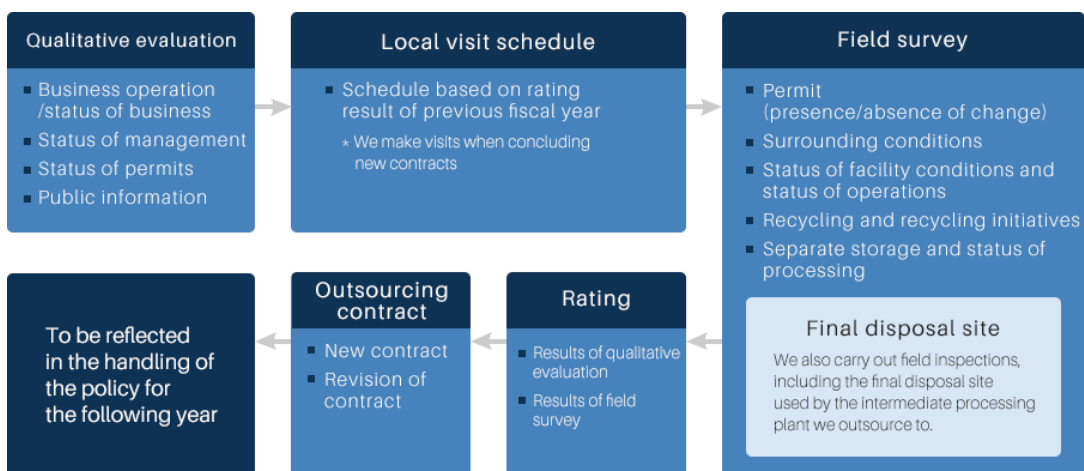 Qualitative evaluation
Business operation
/status of business
Status of management
Status of permits
Public information
Local visit schedule
Schedule based on rating
result of previous fiscal year
* We make visits when concluding
new contracts
Field survey
Permit
(presence/absence of change)
Surrounding conditions
Status of facility conditions and
status of operations
Recycling and recycling initiatives
Separate storage and status of
processing
Final disposal site
We also carry out field inspections,
including the final disposal site
used by the intermediate processing
plant we outsource to.
Rating
Results of qualitative
evaluation
Results of field
survey
Outsourcing
contract
New contract
Revision of
contract
To be reflected
in the handling of
the policy for
the following year